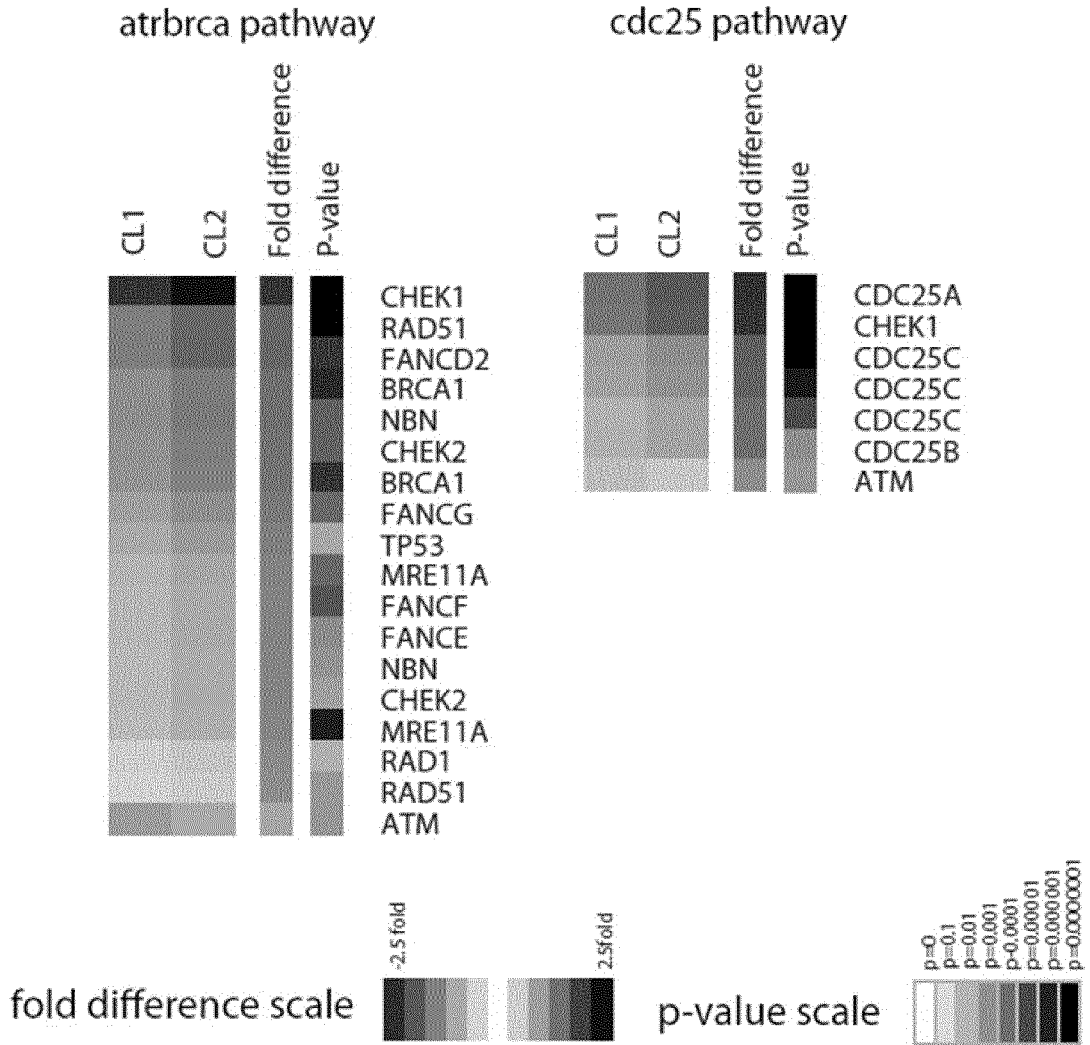 atrbrca pathway
cdc25 pathway
CL1
CL2
Fold difference
P-value
CL1
CL2
Fold difference
P-value
CHEK1
RAD51
FANCD2
BRCA1
NBN
CHEK2
BRCA1
FANCG
TP53
MRE11A
FANCF
FANCE
NBN
CHEK2
MRE11A
RAD1
RAD51
ATM
CDC25A
CHEK1
CDC25C
CDC25C
CDC25C
CDC25B
ATM
fold difference scale
-2.5 fold
2.5fold
p-value scale
p=0
p=0.1
p=0.01
p=0.001
p-0.0001
p=0.00001
p=0.000001
p=0.0000001